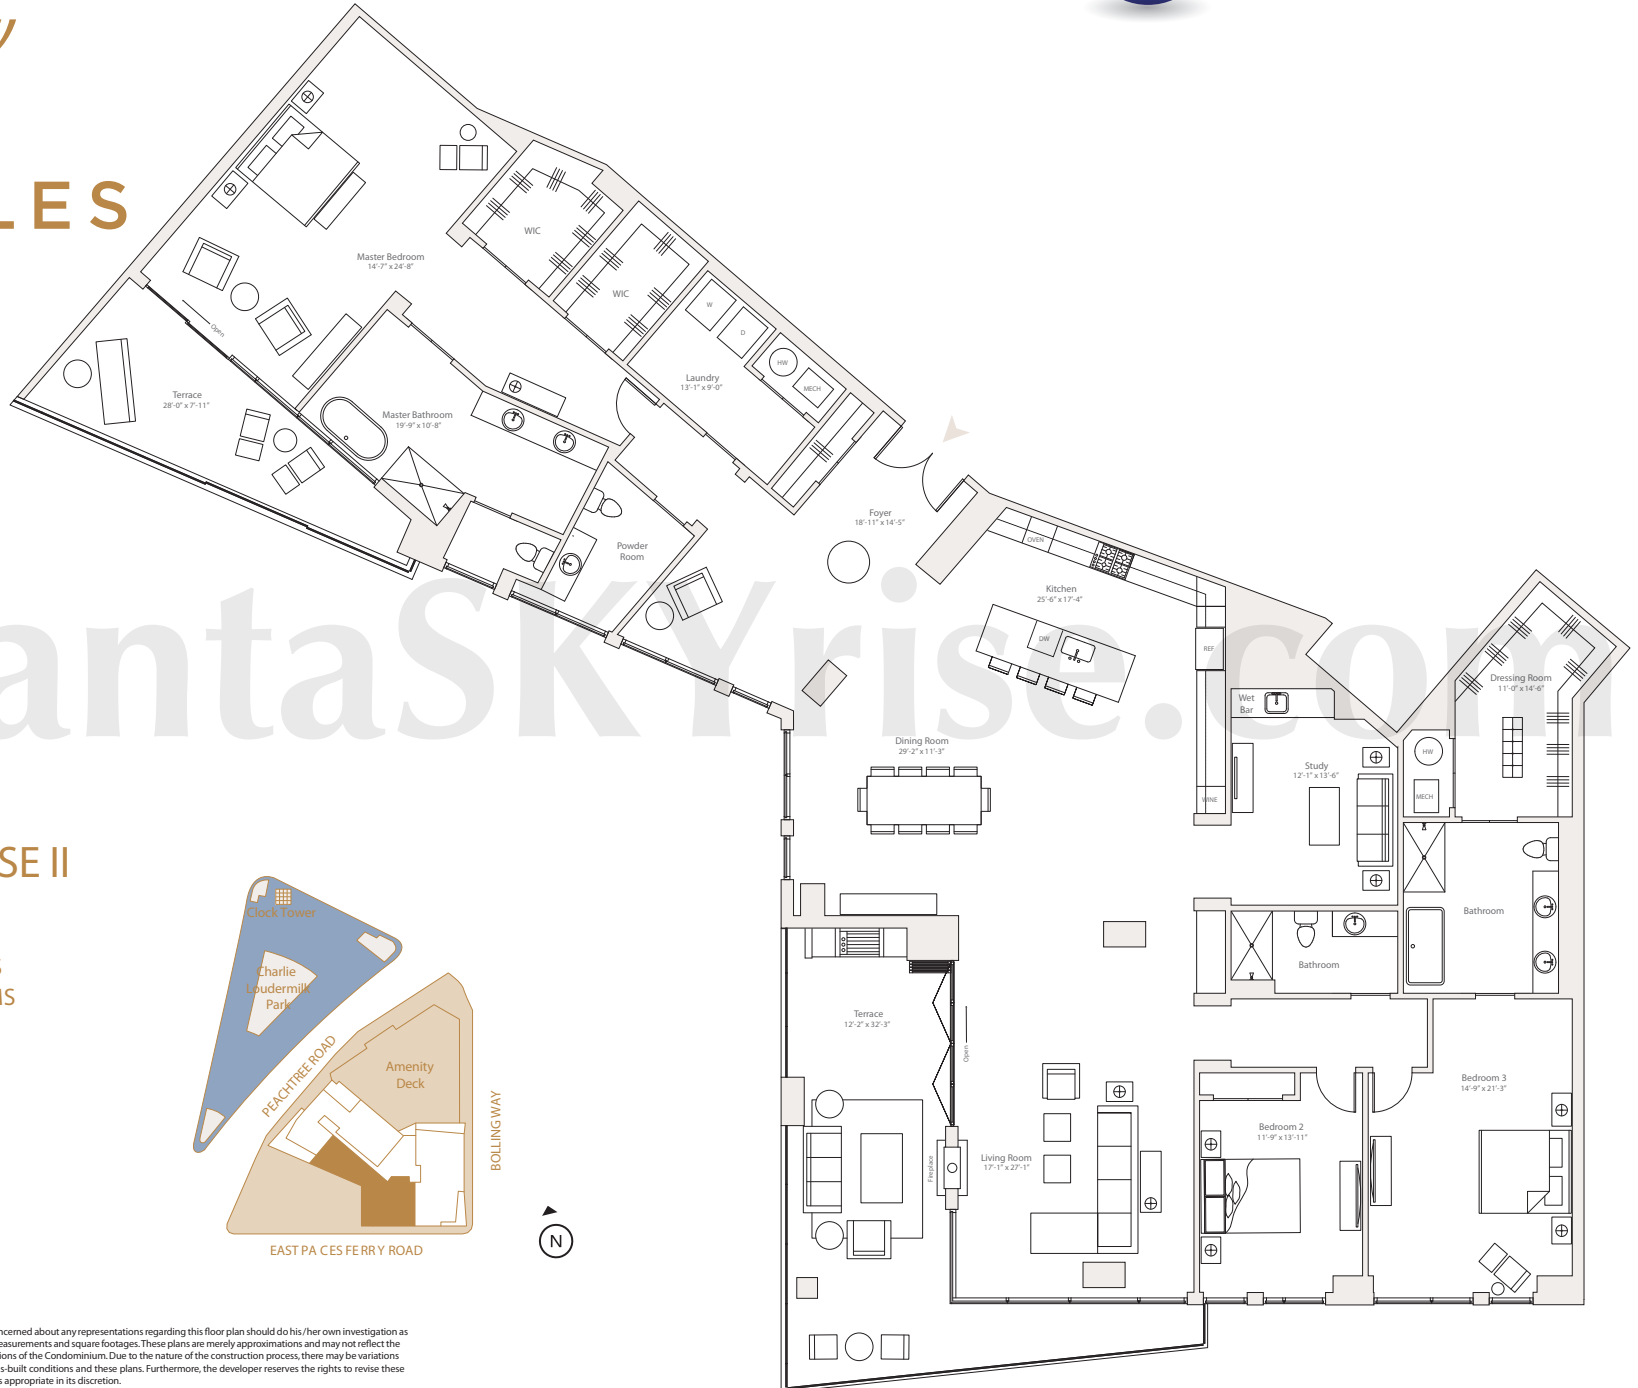 LES
SE II
MS
antaSKYrise.com
Master Bedroom
14'-7" x 24'-8"
WIC
WIC
W
D
HW
MECH
Laundry
13'-1" x 9'-0"
Open
Terrace
28'-0" x 7'-11"
Master Bathroom
19'-9" x 10'-8"
Powder
Room
Foyer
18'-11" x 14'-5"
OVEN
Kitchen
25'-6" x 17'-4"
DW
REF
WINE
Wet
Bar
Dining Room
29'-2" x 11'-3"
Study
12'-1" x 13'-6"
Dressing Room
11'-0" x 14'-6"
HW
MECH
Bathroom
Bathroom
Terrace
12'-2" x 32'-3"
Open
Fireplace
Living Room
17'-1" x 27'-1"
Bedroom 2
11'-9" x 13'-11"
Bedroom 3
14'-9" x 21'-3"
Clock Tower
Charlie
Loudermilk
Park
PEACHTREE ROAD
Amenity
Deck
BOLLING WAY
EAST PACES FERRY ROAD
N
ncerned about any representations regarding this floor plan should do his/her own investigation as
easurements and square footages. These plans are merely approximations and may not reflect the
ions of the Condominium. Due to the nature of the construction process, there may be variations
s-built conditions and these plans. Furthermore, the developer reserves the rights to revise these
s appropriate in its discretion.